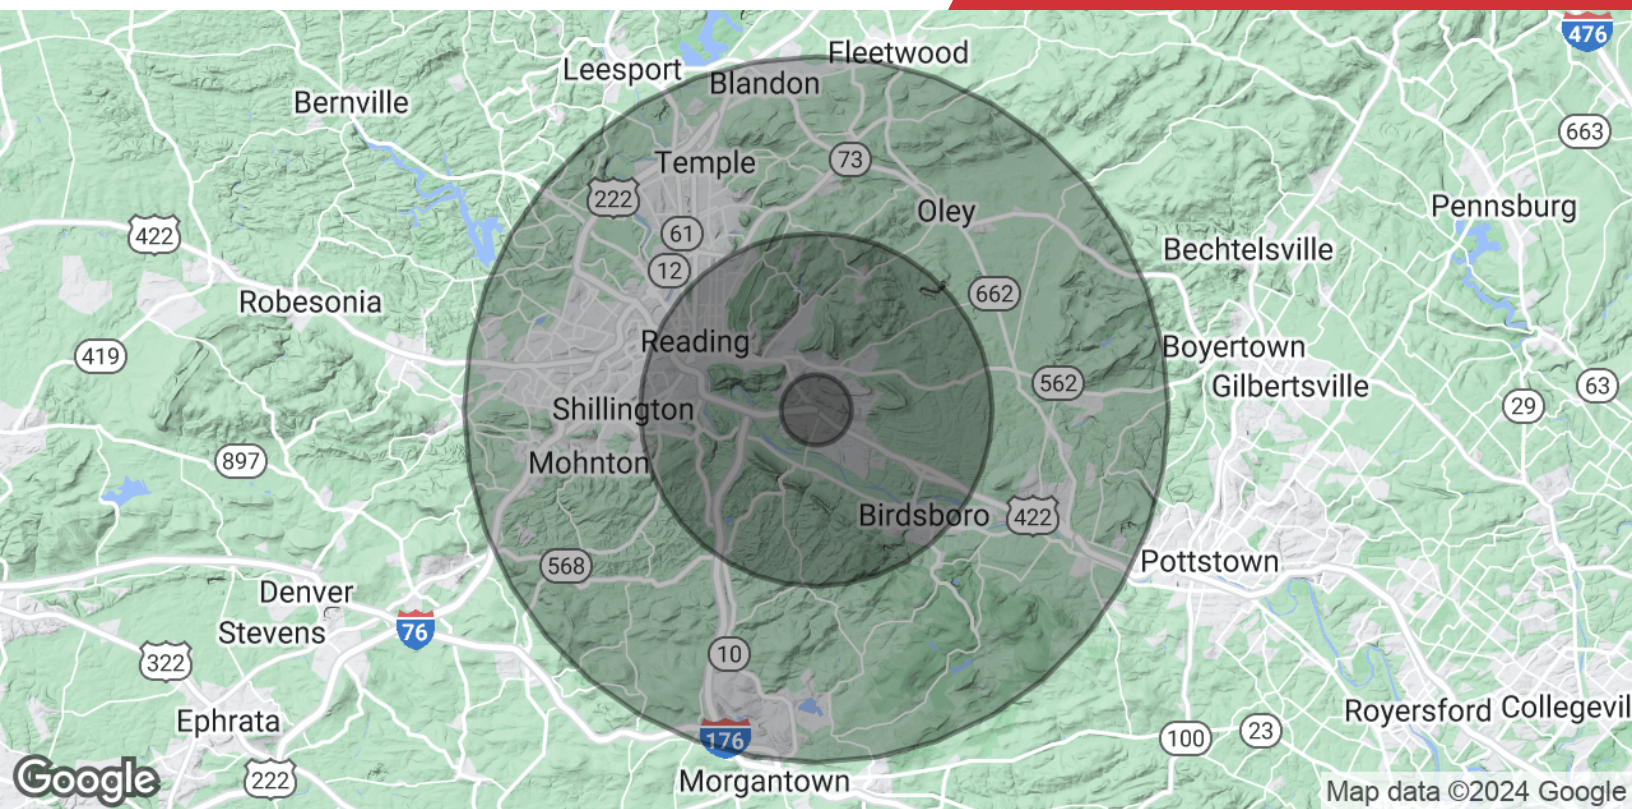 476
Fleetwood
Leesport
Blandon
Bernville
663
Temple
73
222
Pennsburg
Oley
61
422
Bechtelsville
12
662
Robesonia
Reading
Boyertown
419
562
Gilbertsville
63
Shillington
29
897
Mohnton
Birdsboro
422
Pottstown
568
Denver
76
Stevens
10
322
Royersford
Collegevil
Ephrata
176
100
23
Google
222
Morgantown
Map data ©2024 Google